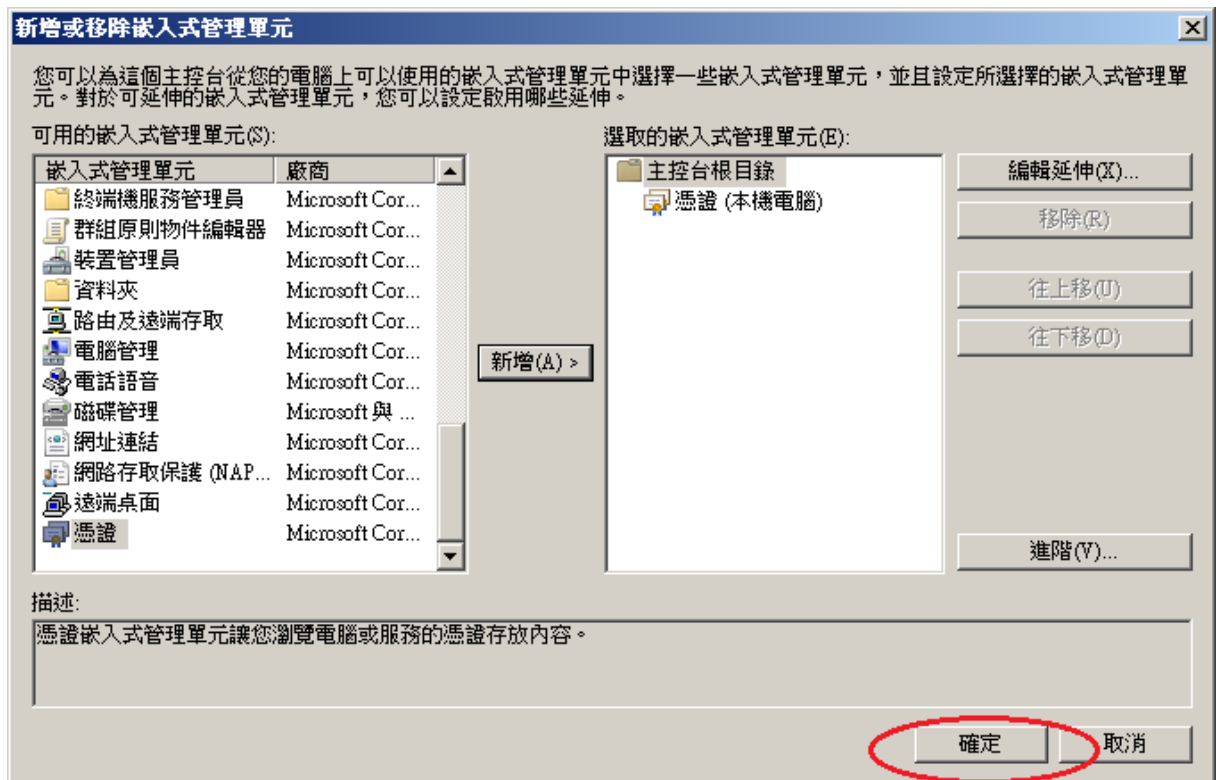 新增或移除嵌入式管理單元
您可以為這個主控台從您的電腦上可以使用的嵌入式管理單元中選擇一些嵌入式管理單元，並且設定所選擇的嵌入式管理單
元。對於可延伸的嵌入式管理單元，您可以設定啟用哪些延伸。
可用的嵌入式管理單元(S):
嵌入式管理單元 廠商
終端機服務管理員 Microsoft Cor...
群組原則物件編輯器 Microsoft Cor...
裝置管理員 Microsoft Cor...
資料夾 Microsoft Cor...
路由及遠端存取 Microsoft Cor...
電腦管理 Microsoft Cor...
電話語音 Microsoft Cor...
磁碟管理 Microsoft 與 ...
網址連結 Microsoft Cor...
網路存取保護 (NAP... Microsoft Cor...
遠端桌面 Microsoft Cor...
憑證 Microsoft Cor...
新增(A) >
選取的嵌入式管理單元(E):
主控台根目錄
憑證 (本機電腦)
編輯延伸(X)...
移除(R)
往上移(U)
往下移(D)
進階(V)...
描述:
憑證嵌入式管理單元讓您瀏覽電腦或服務的憑證存放內容。
確定
取消